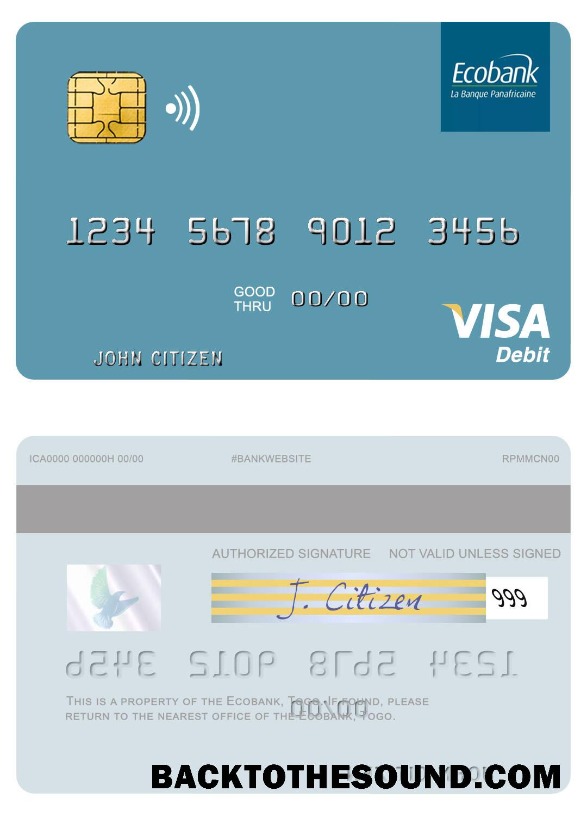 Ecobank
La Banque Panafricaine
1234 5678 9012 3456
GOOD THRU 00/00
VISA
Debit
JOHN CITIZEN
ICA0000 000000H 00/00 #BANKWEBSITE RPMMCN00
AUTHORIZED SIGNATURE NOT VALID UNLESS SIGNED
J. Citizen 999
THIS IS A PROPERTY OF THE ECOBANK, TOGO. IF FOUND, PLEASE
RETURN TO THE NEAREST OFFICE OF THE ECOBANK, TOGO.
BACKTOTHESOUND.COM